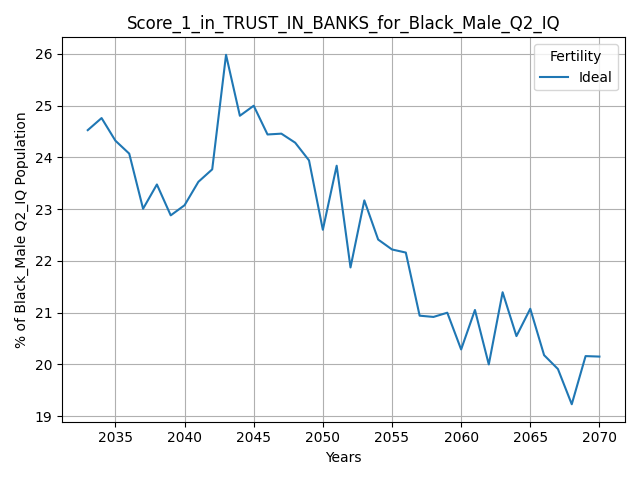 Score_1_in_TRUST_IN_BANKS_for_Black_Male_Q2_IQ
Fertility
Ideal
% of Black_Male Q2_IQ Population
26
25
24
23
22
21
20
19
2035 2040 2045 2050 2055 2060 2065 2070
Years